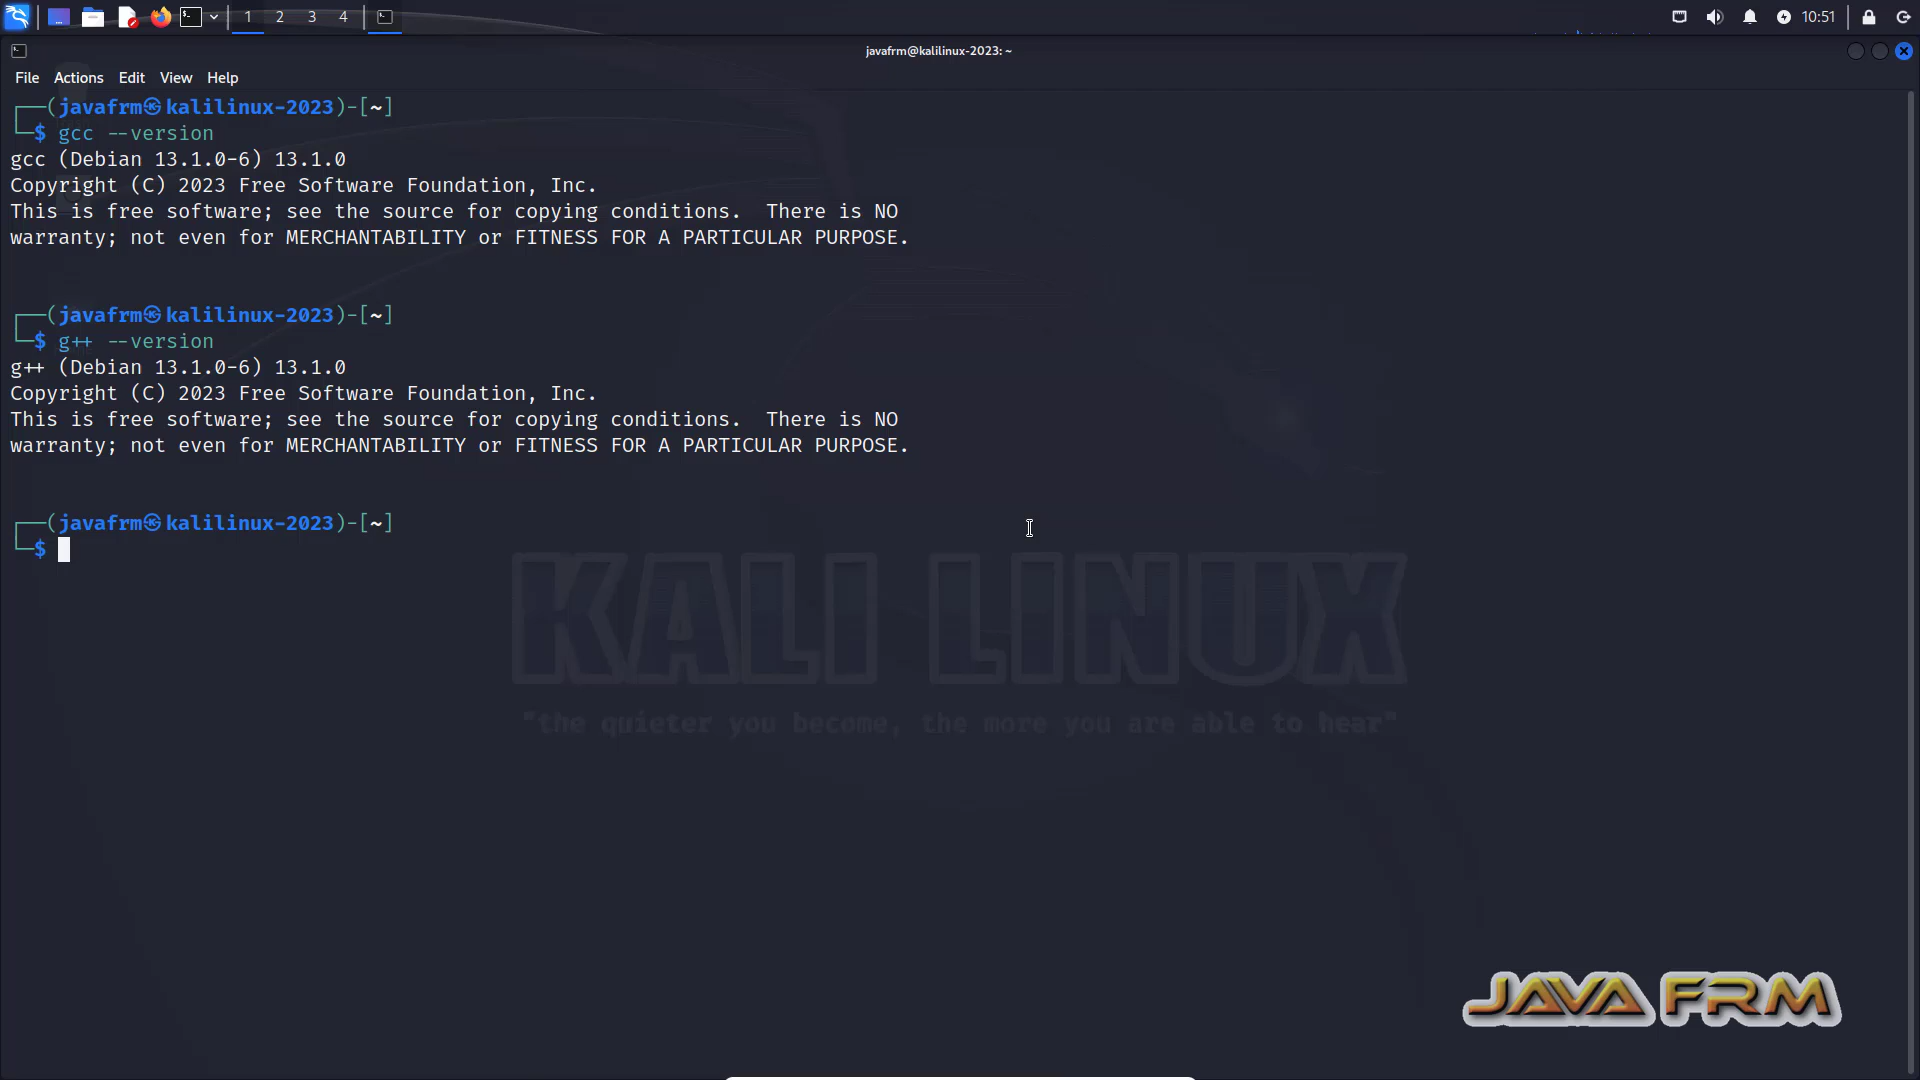 1 2 3 4 10:51
javafrm@kalilinux-2023: ~
File Actions Edit View Help
┌──(javafrm㉿kalilinux-2023)-[~]
└─$ gcc --version
gcc (Debian 13.1.0-6) 13.1.0
Copyright (C) 2023 Free Software Foundation, Inc.
This is free software; see the source for copying conditions.  There is NO
warranty; not even for MERCHANTABILITY or FITNESS FOR A PARTICULAR PURPOSE.
┌──(javafrm㉿kalilinux-2023)-[~]
└─$ g++ --version
g++ (Debian 13.1.0-6) 13.1.0
Copyright (C) 2023 Free Software Foundation, Inc.
This is free software; see the source for copying conditions.  There is NO
warranty; not even for MERCHANTABILITY or FITNESS FOR A PARTICULAR PURPOSE.
┌──(javafrm㉿kalilinux-2023)-[~]
└─$
KALI LINUX
"the quieter you become, the more you are able to hear"
JAVA FRM